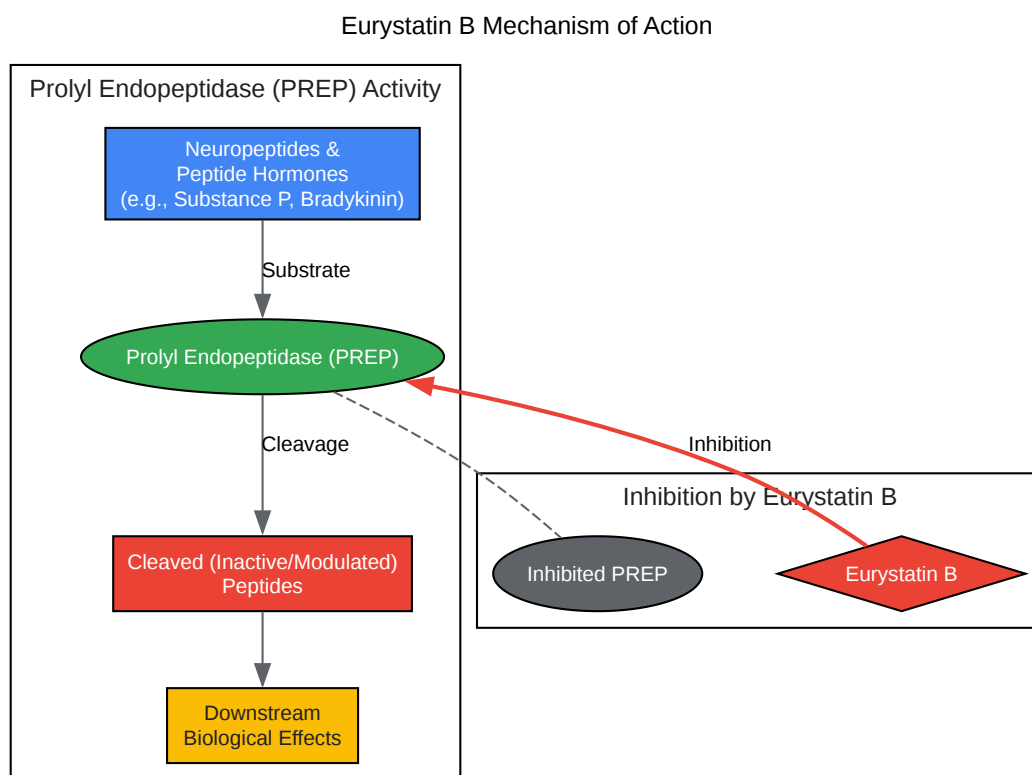 Eurystatin B Mechanism of Action
Prolyl Endopeptidase (PREP) Activity
Neuropeptides &
Peptide Hormones
(e.g., Substance P, Bradykinin)
Substrate
Prolyl Endopeptidase (PREP)
Cleavage
Inhibition
Inhibition by Eurystatin B
Inhibited PREP
Eurystatin B
Cleaved (Inactive/Modulated)
Peptides
Downstream
Biological Effects